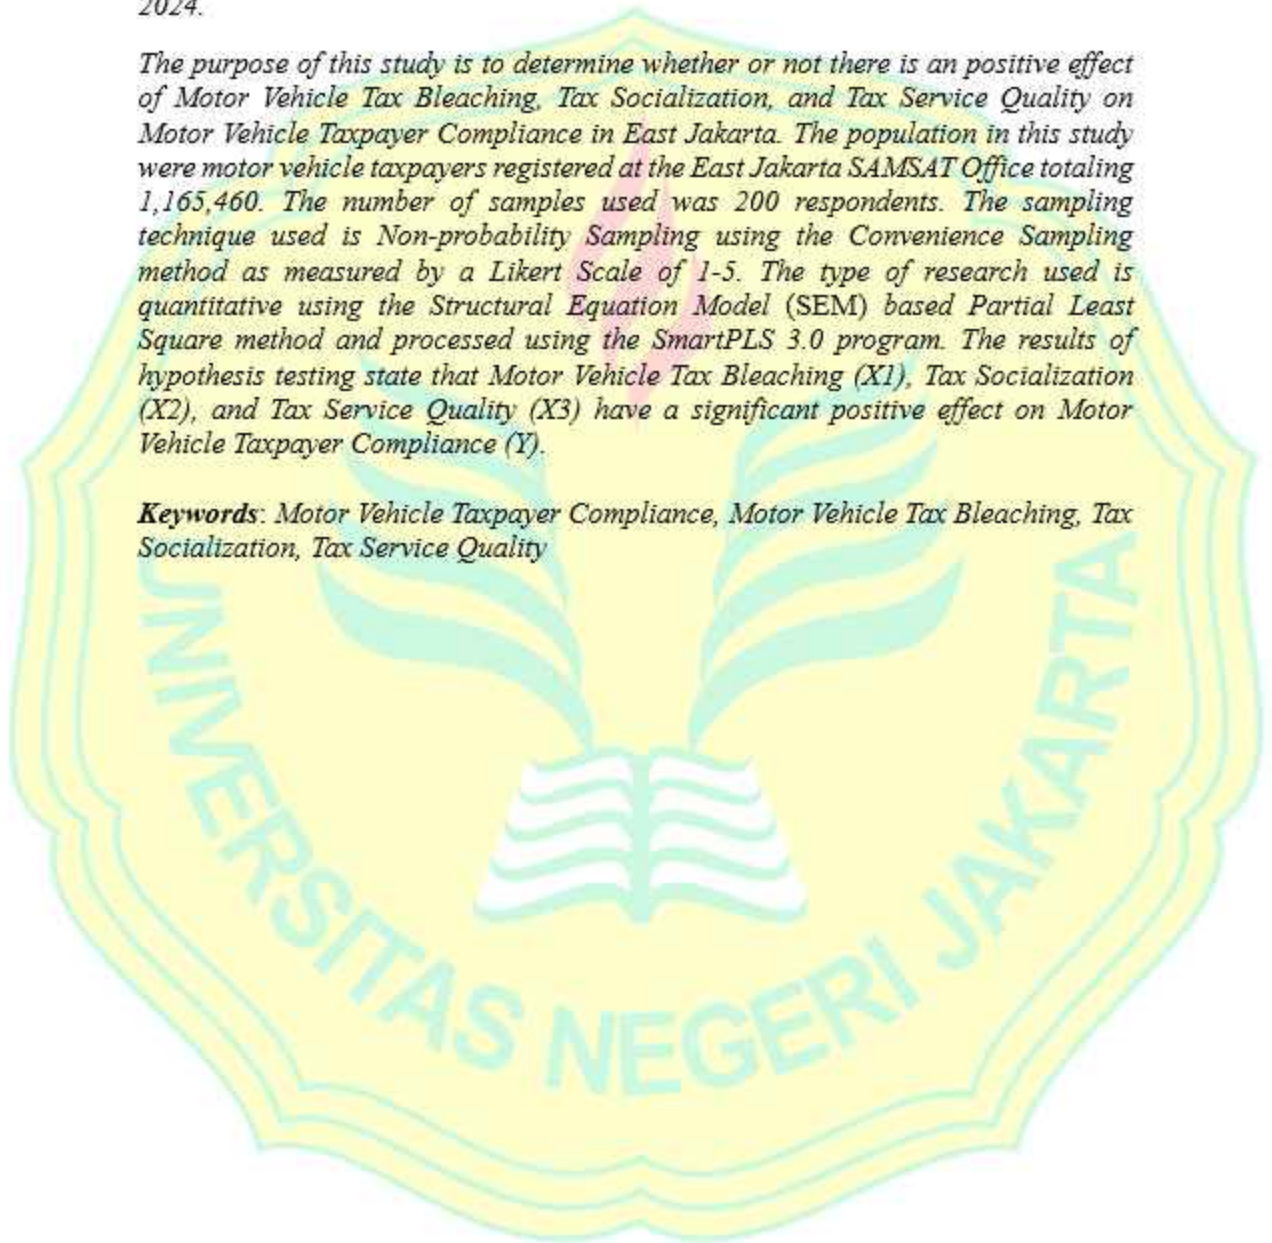 2024.
The purpose of this study is to determine whether or not there is an positive effect
of Motor Vehicle Tax Bleaching, Tax Socialization, and Tax Service Quality on
Motor Vehicle Taxpayer Compliance in East Jakarta. The population in this study
were motor vehicle taxpayers registered at the East Jakarta SAMSAT Office totaling
1,165,460. The number of samples used was 200 respondents. The sampling
technique used is Non-probability Sampling using the Convenience Sampling
method as measured by a Likert Scale of 1-5. The type of research used is
quantitative using the Structural Equation Model (SEM) based Partial Least
Square method and processed using the SmartPLS 3.0 program. The results of
hypothesis testing state that Motor Vehicle Tax Bleaching (X1), Tax Socialization
(X2), and Tax Service Quality (X3) have a significant positive effect on Motor
Vehicle Taxpayer Compliance (Y).
Keywords: Motor Vehicle Taxpayer Compliance, Motor Vehicle Tax Bleaching, Tax
Socialization, Tax Service Quality
UNIVERSITAS NEGERI JAKARTA